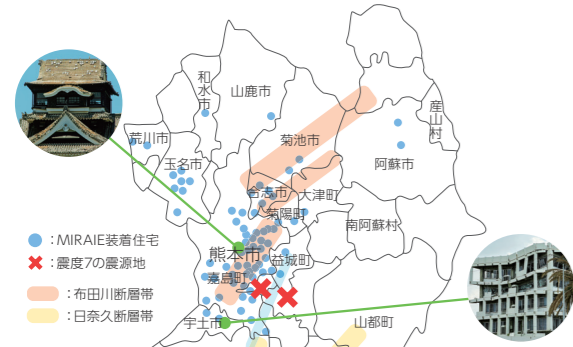 和水市
山鹿市
産山村
荒川市
菊池市
玉名市
阿蘇市
合志市
大津町
菊陽町
南阿蘇村
熊本市
益城町
嘉島町
宇土市
山都町
：MIRAIE装着住宅
：震度7の震源地
：布田川断層帯
：日奈久断層帯